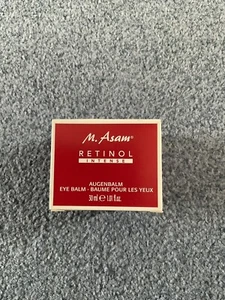 M. Asam®
RETINOL
INTENSE
AUGENBALM
EYE BALM - BAUME POUR LES YEUX
30 ml ℮ 1.01 fl.oz.